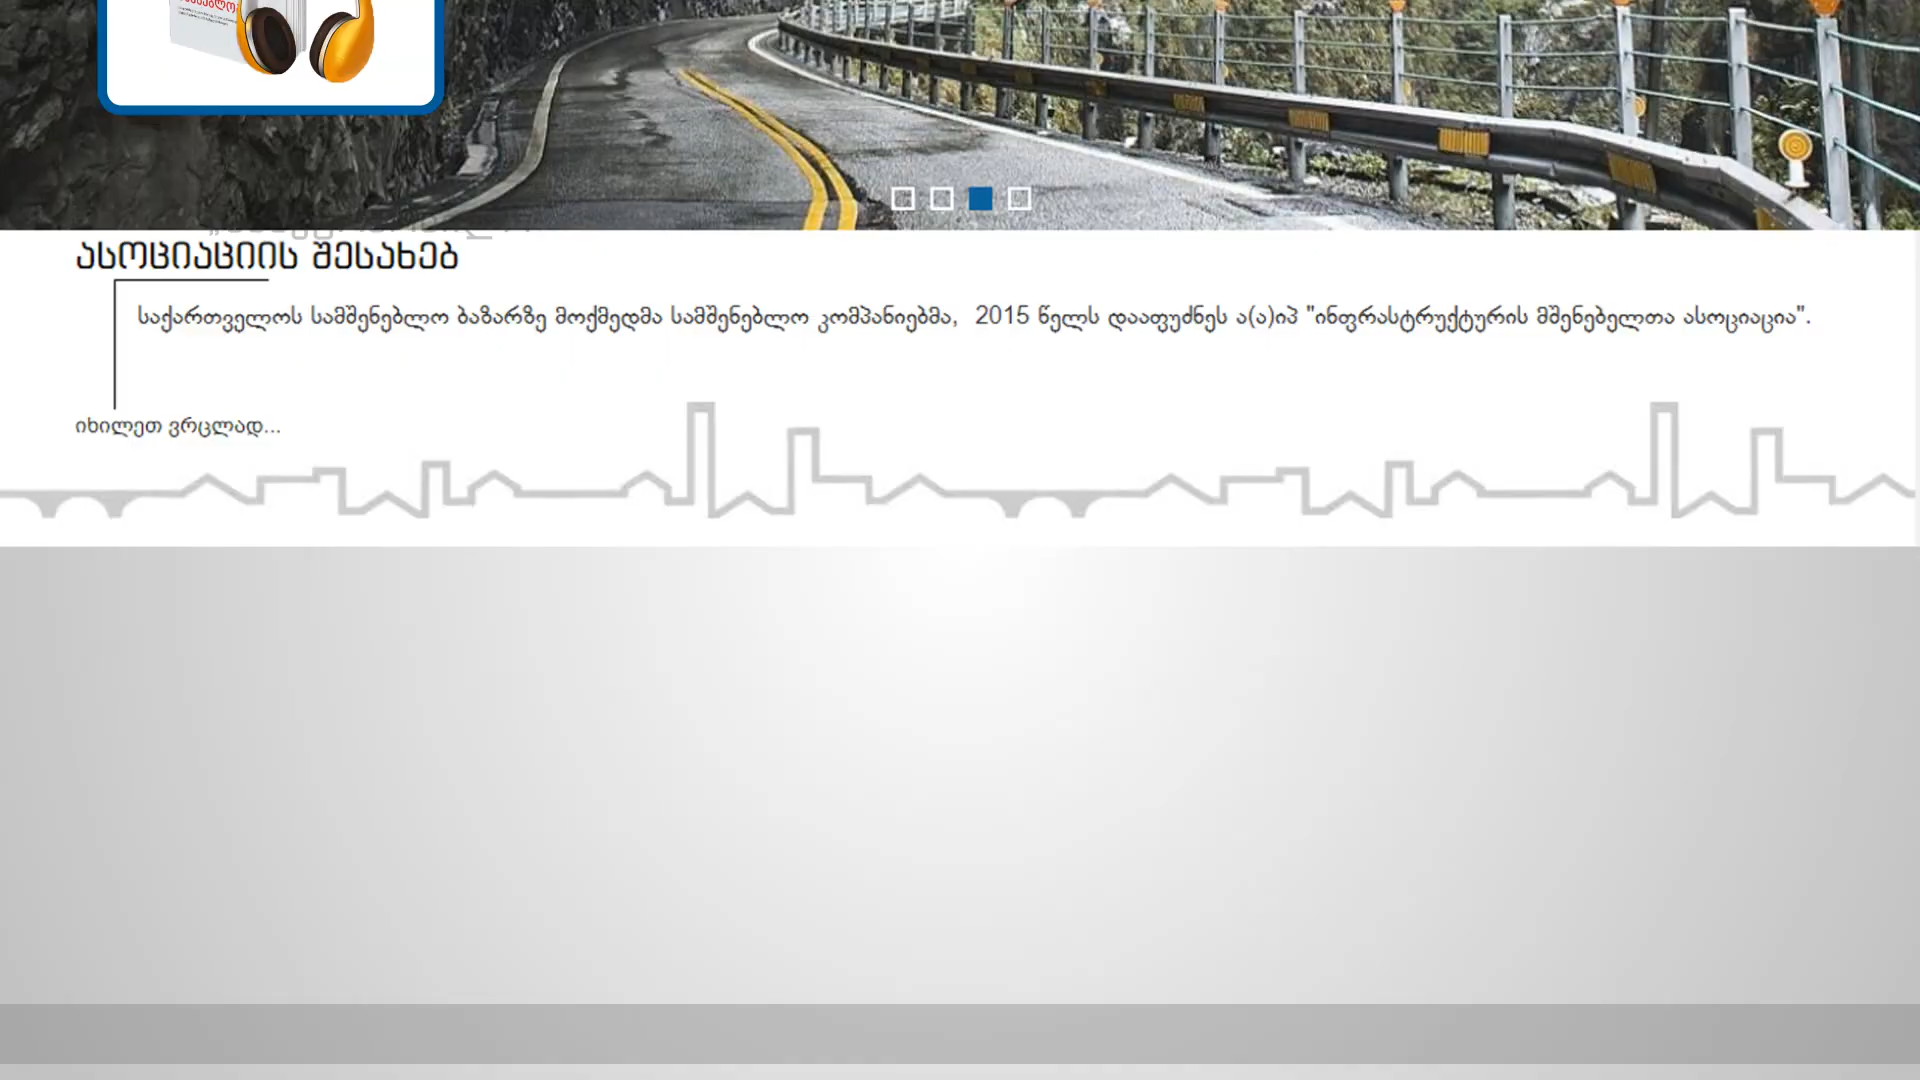 ასოციაციის შესახებ
საქართველოს სამშენებლო ბაზარზე მოქმედმა სამშენებლო კომპანიებმა, 2015 წელს დააფუძნეს ა(ა)იპ "ინფრასტრუქტურის მშენებელთა ასოციაცია".
იხილეთ ვრცლად...